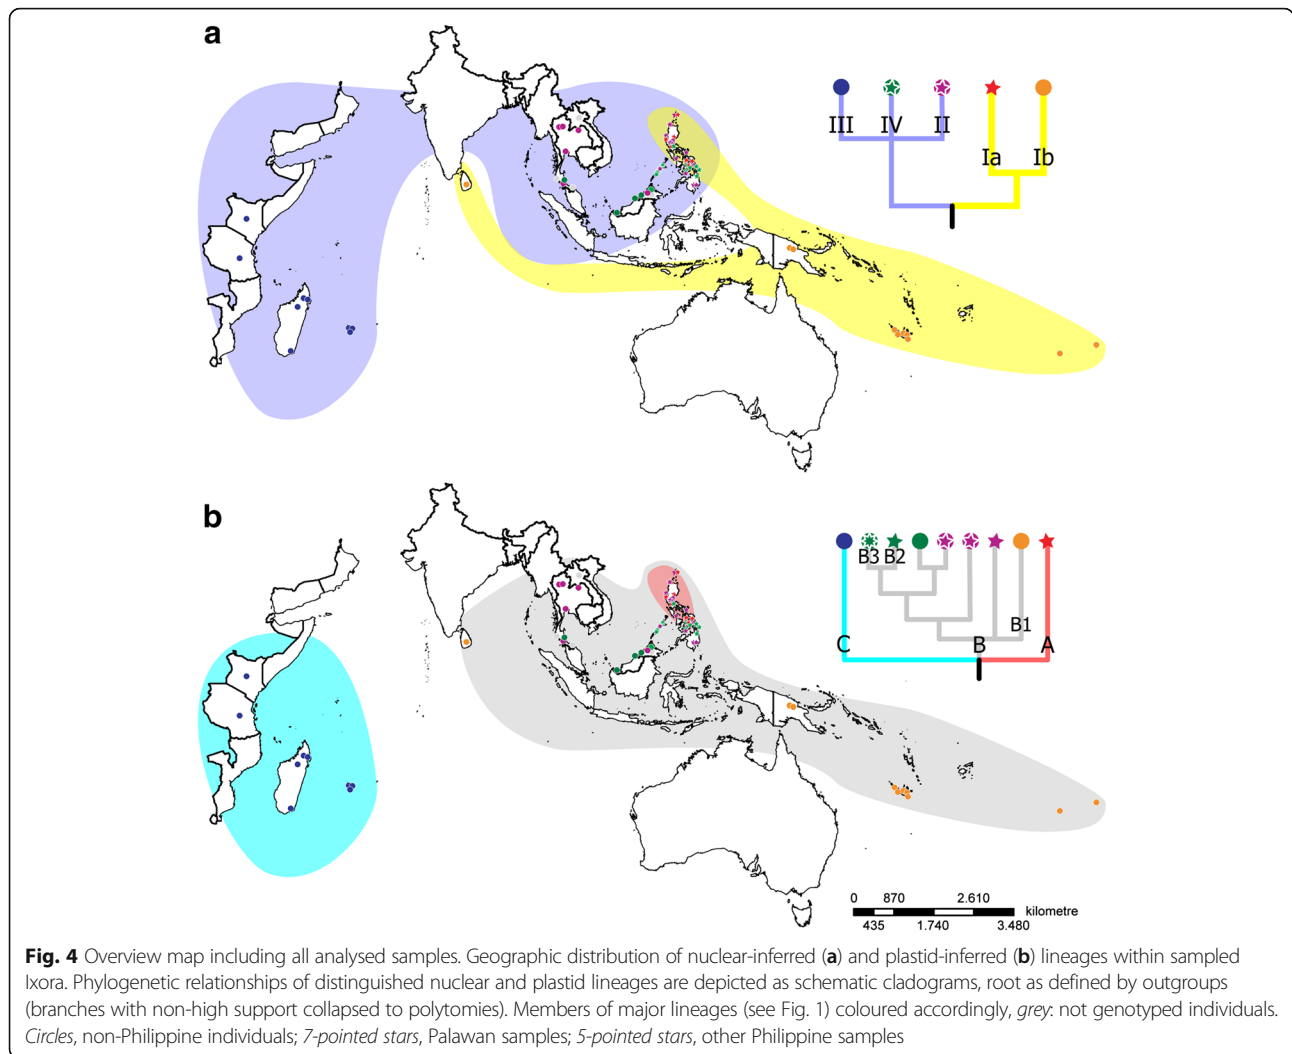 a
III IV II
Ia Ib
b
B3 B2
B1
C B A
0 870 2.610
kilometre
435 1.740 3.480
Fig. 4 Overview map including all analysed samples. Geographic distribution of nuclear-inferred (a) and plastid-inferred (b) lineages within sampled
Ixora. Phylogenetic relationships of distinguished nuclear and plastid lineages are depicted as schematic cladograms, root as defined by outgroups
(branches with non-high support collapsed to polytomies). Members of major lineages (see Fig. 1) coloured accordingly, grey: not genotyped individuals.
Circles, non-Philippine individuals; 7-pointed stars, Palawan samples; 5-pointed stars, other Philippine samples